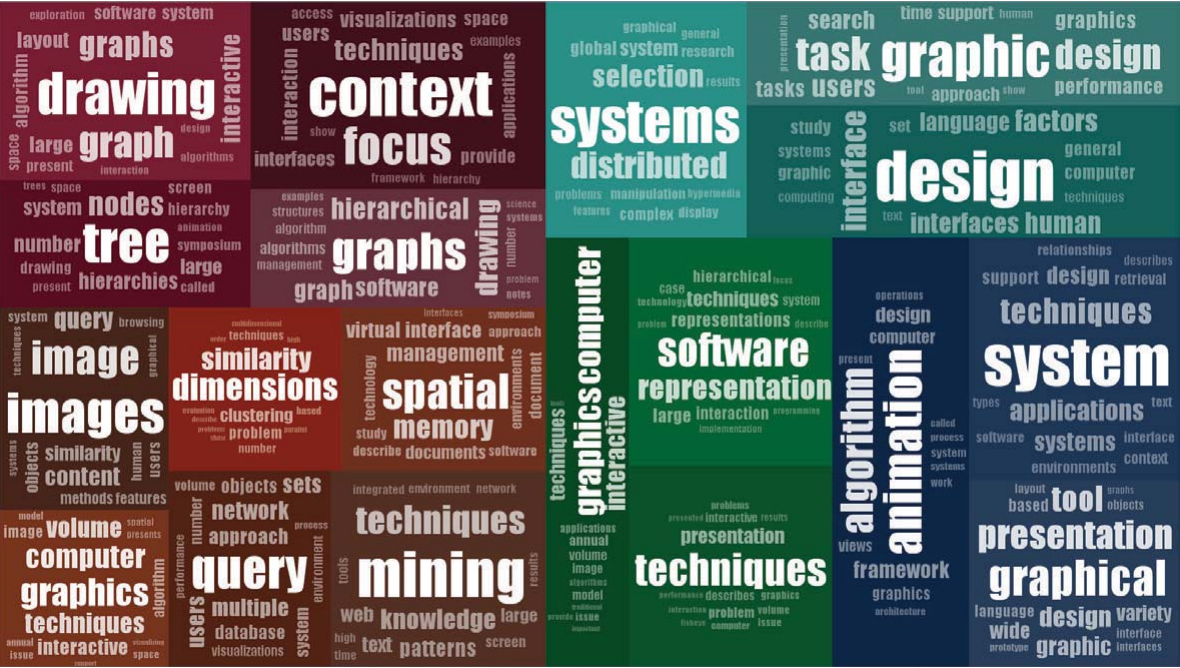 exploration software system
layout graphs
algorithm
drawing
interactive
space
large graph design
present
algorithms
interaction
access visualizations space
users techniques examples
interaction
context
applications
show focus
interfaces provide
framework hierarchy
graphical general
global system research
selection results
systems
distributed
problems manipulation hypermedia
features complex display
search time support human graphics
presentation
task graphic design
tasks users tool approach show performance
study set language factors
systems
interface
general
graphic design computer
computing techniques
text interfaces human
trees space screen
system nodes hierarchy
animation
number tree symposium
drawing large
present hierarchies called
examples hierarchical science
structures systems
algorithm drawing number
algorithms graphs
management problem
graph software notes
system query browsing
techniques
image
graphical
images
systems
objects
similarity
content
human
users
methods features
multidimensional
order techniques high
similarity
dimensions
evaluation clustering based
describe
problems problem
show
number
interfaces symposium
virtual interface approach
management
technology
spatial
environments
document
study memory
describe documents software
graphics computer
techniques
interactive
applications
annual
volume
image
algorithms
model
traditional
provide issue
important
hierarchical focus
case
technology techniques system
problem representations describe
software
representation
large interaction programming
implementation
operations
design
computer
present
algorithm
animation
called
process
system
systems
work
views
framework
graphics
architecture
relationships
describes
support design retrieval
techniques
system
types applications text
software systems interface
context
environments
model
image volume spatial
presents
computer
graphics
algorithm
techniques
annual interactive visualizations
issue space
support
volume objects sets
number
network
approach process
performance
query
environment
users
multiple
database
system
visualizations
integrated environment network
techniques
tools
mining
results
web knowledge large
high text patterns screen
time
problems
presented interactive results
presentation
techniques
performance describes graphics
interaction problem volume
fisheye computer issue
layout tool graphs
based objects
presentation
graphical
language design variety
wide interface
prototype graphic interfaces